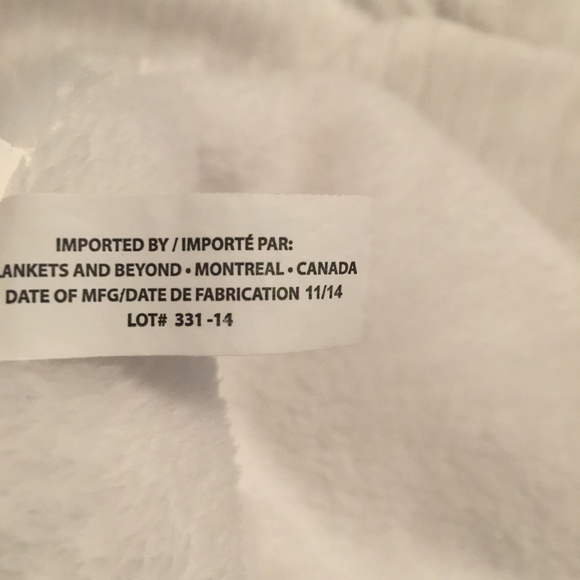 IMPORTED BY / IMPORTÉ PAR:
LANKETS AND BEYOND • MONTREAL • CANADA
DATE OF MFG/DATE DE FABRICATION 11/14
LOT# 331-14